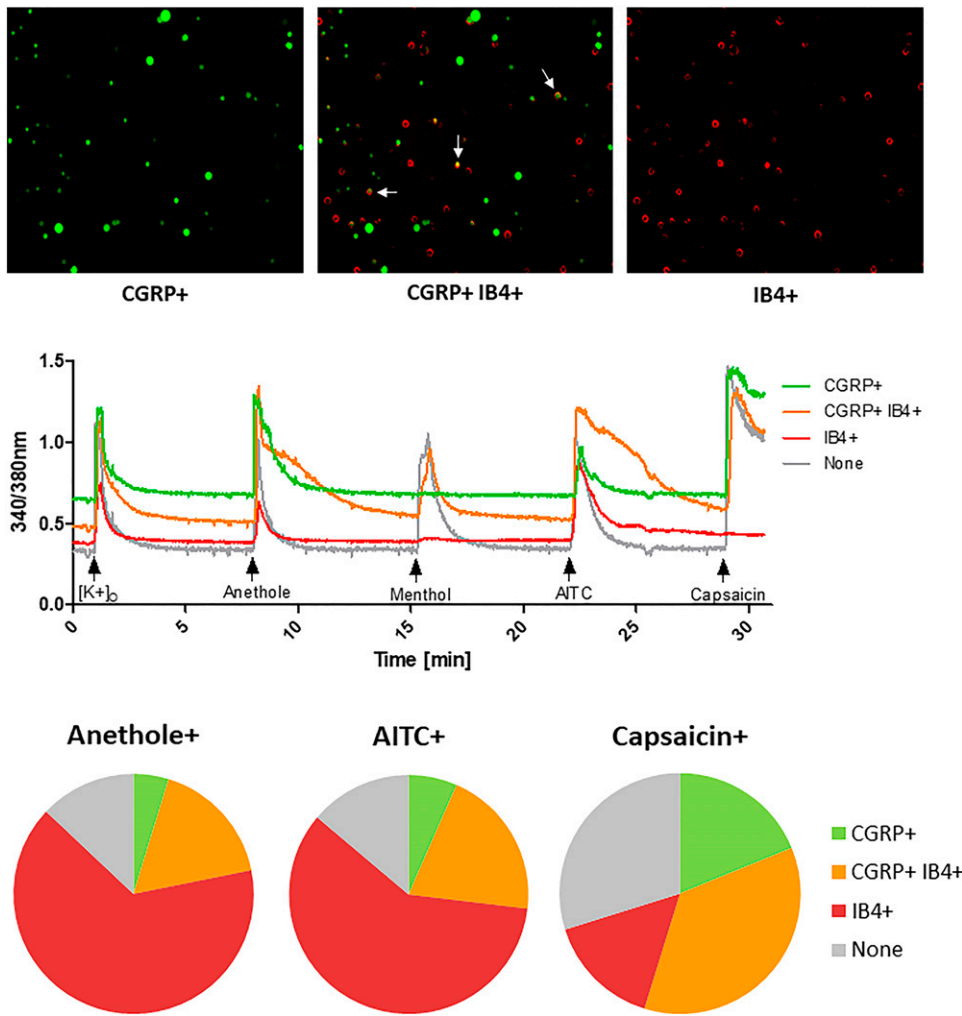 CGRP+ CGRP+ IB4+ IB4+
1.5
1.0
0.5
0.0
340/380nm
CGRP+
CGRP+ IB4+
IB4+
None
[K+]o Anethole Menthol AITC Capsaicin
0 5 10 15 20 25 30
Time [min]
Anethole+ AITC+ Capsaicin+
CGRP+
CGRP+ IB4+
IB4+
None